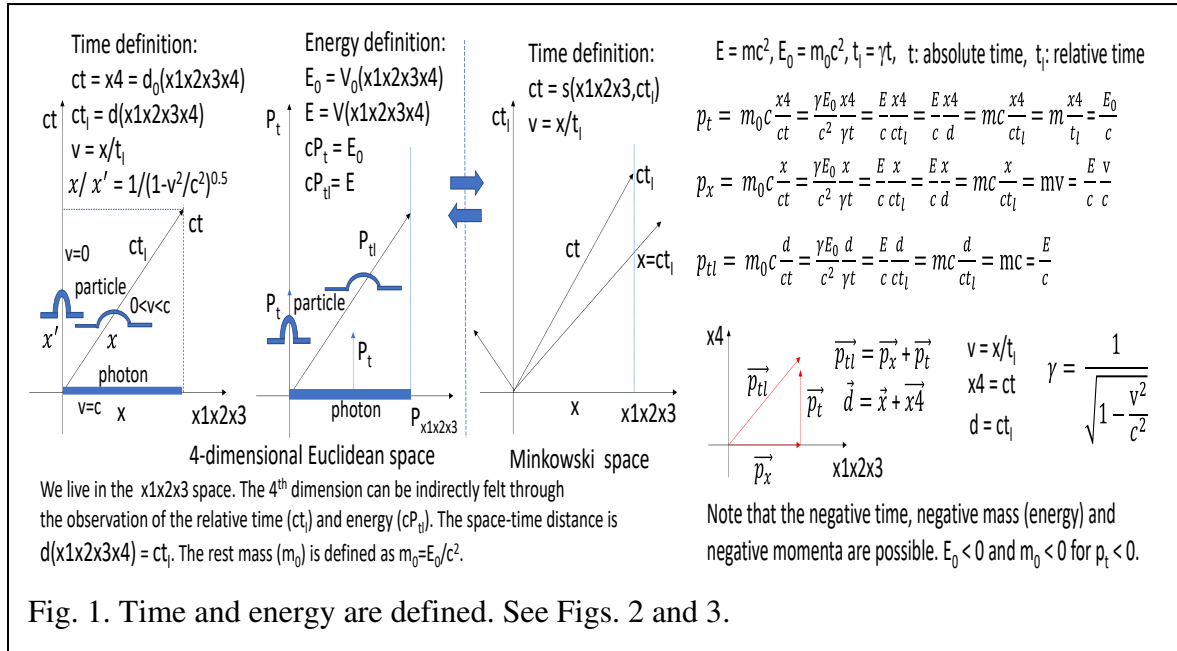 Time definition:
ct = x4 = d₀(x1x2x3x4)
ct
ctₗ = d(x1x2x3x4)
v = x/tₗ
x/ x′ = 1/(1-v²/c²)^0.5
ct
v=0
ctₗ
particle
0<v<c
x′
x
photon
v=c
x
x1x2x3
Energy definition:
E₀ = V₀(x1x2x3x4)
Pₜ
E = V(x1x2x3x4)
cPₜ = E₀
cPₜₗ = E
Pₜₗ
Pₜ
particle
Pₜ
photon
P x1x2x3
4-dimensional Euclidean space
Time definition:
ct = s(x1x2x3,ctₗ)
ctₗ
v = x/tₗ
ctₗ
ct
x=ctₗ
x
x1x2x3
Minkowski space
We live in the x1x2x3 space. The 4th dimension can be indirectly felt through
the observation of the relative time (ctₗ) and energy (cPₜₗ). The space-time distance is
d(x1x2x3x4) = ctₗ. The rest mass (m₀) is defined as m₀=E₀/c².
E = mc², E₀ = m₀c², tₗ = γt, t: absolute time, tₗ: relative time
pₜ = m₀c x4/ct = γE₀/c² x4/γt = E/c x4/ctₗ = E/c x4/d = mc x4/ctₗ = m x4/tₗ = E₀/c
pₓ = m₀c x/ct = γE₀/c² x/γt = E/c x/ctₗ = E/c x/d = mc x/ctₗ = mv = E/c v/c
pₜₗ = m₀c d/ct = γE₀/c² d/γt = E/c d/ctₗ = mc d/ctₗ = mc = E/c
x4
pₜₗ→
pₜ→
pₓ→
x1x2x3
pₜₗ→ = pₓ→ + pₜ→
d→ = x→ + x4→
v = x/tₗ
x4 = ct
d = ctₗ
γ = 1/√(1 − v²/c²)
Note that the negative time, negative mass (energy) and
negative momenta are possible. E₀ < 0 and m₀ < 0 for pₜ < 0.
Fig. 1. Time and energy are defined. See Figs. 2 and 3.